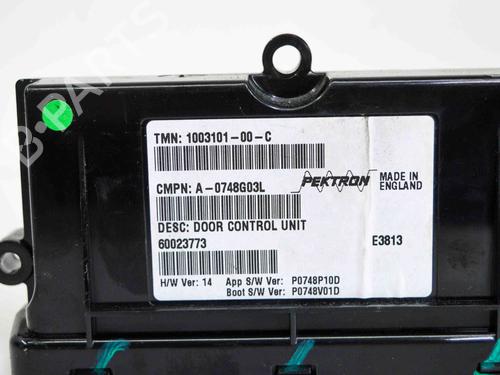 TMN: 1003101-00-C
CMPN: A-0748G03L
PEKTRON
MADE IN
ENGLAND
DESC: DOOR CONTROL UNIT
60023773
E3813
H/W Ver: 14 App S/W Ver: P0748P10D
Boot S/W Ver: P0748V01D
B-PARTS